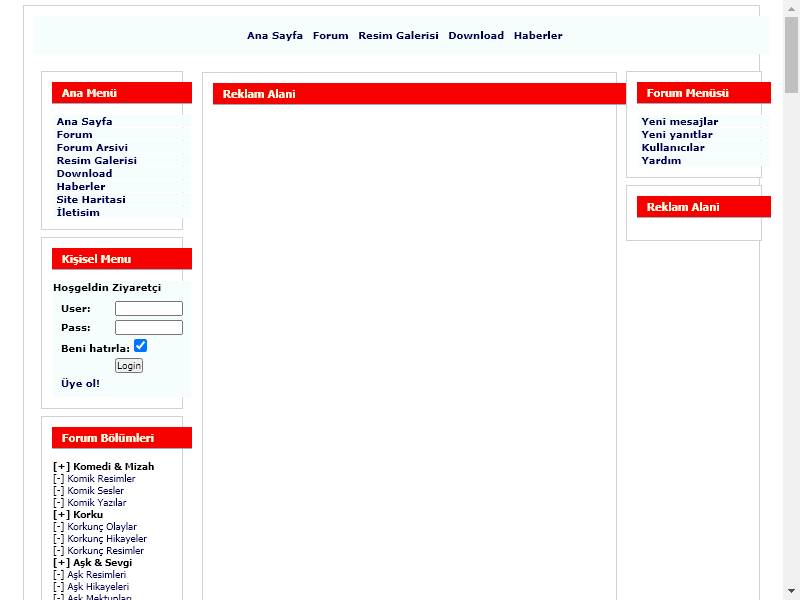 Ana Sayfa Forum Resim Galerisi Download Haberler
Ana Menü
Ana Sayfa
Forum
Forum Arsivi
Resim Galerisi
Download
Haberler
Site Haritasi
İletisim
Kişisel Menu
Hoşgeldin Ziyaretçi
User:
Pass:
Beni hatırla:
Login
Üye ol!
Forum Bölümleri
[+] Komedi & Mizah
[-] Komik Resimler
[-] Komik Sesler
[-] Komik Yazılar
[+] Korku
[-] Korkunç Olaylar
[-] Korkunç Hikayeler
[-] Korkunç Resimler
[+] Aşk & Sevgi
[-] Aşk Resimleri
[-] Aşk Hikayeleri
[-] Aşk Mektupları
Reklam Alani
Forum Menüsü
Yeni mesajlar
Yeni yanıtlar
Kullanıcılar
Yardım
Reklam Alani